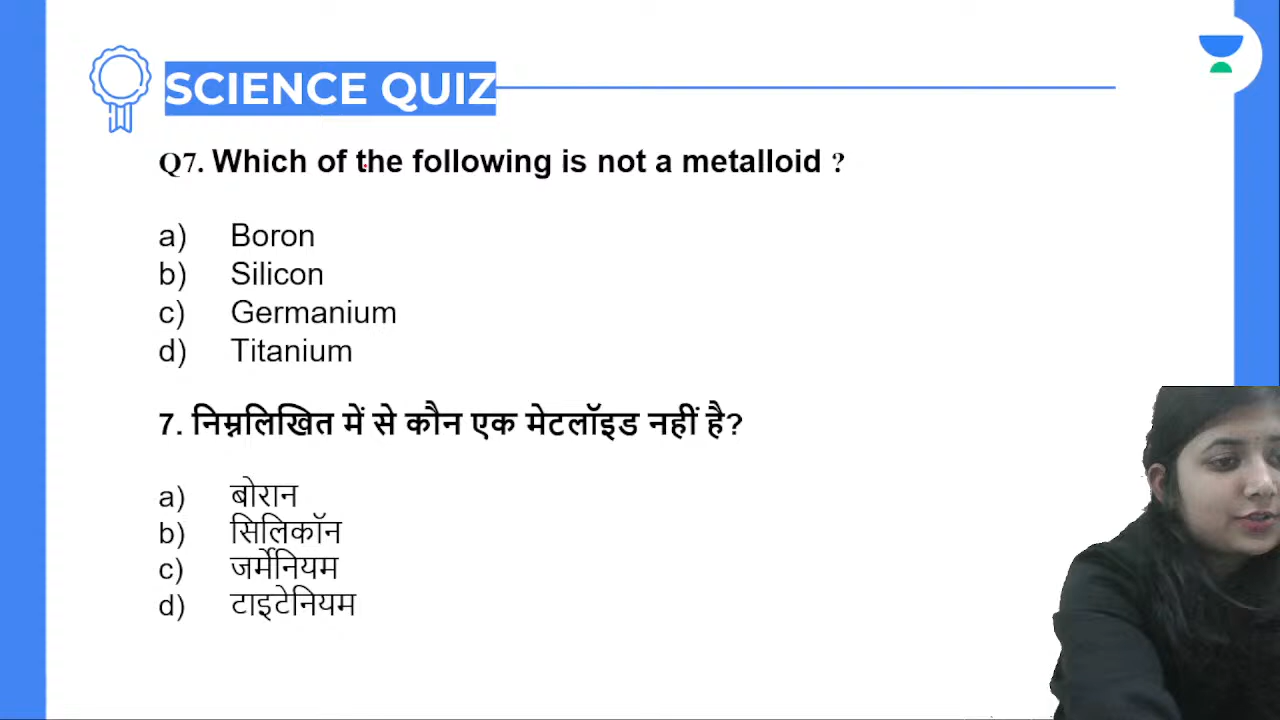 SCIENCE QUIZ
Q7. Which of the following is not a metalloid ?
a) Boron
b) Silicon
c) Germanium
d) Titanium
7. निम्नलिखित में से कौन एक मेटलॉइड नहीं है?
a) बोरान
b) सिलिकॉन
c) जर्मेनियम
d) टाइटेनियम